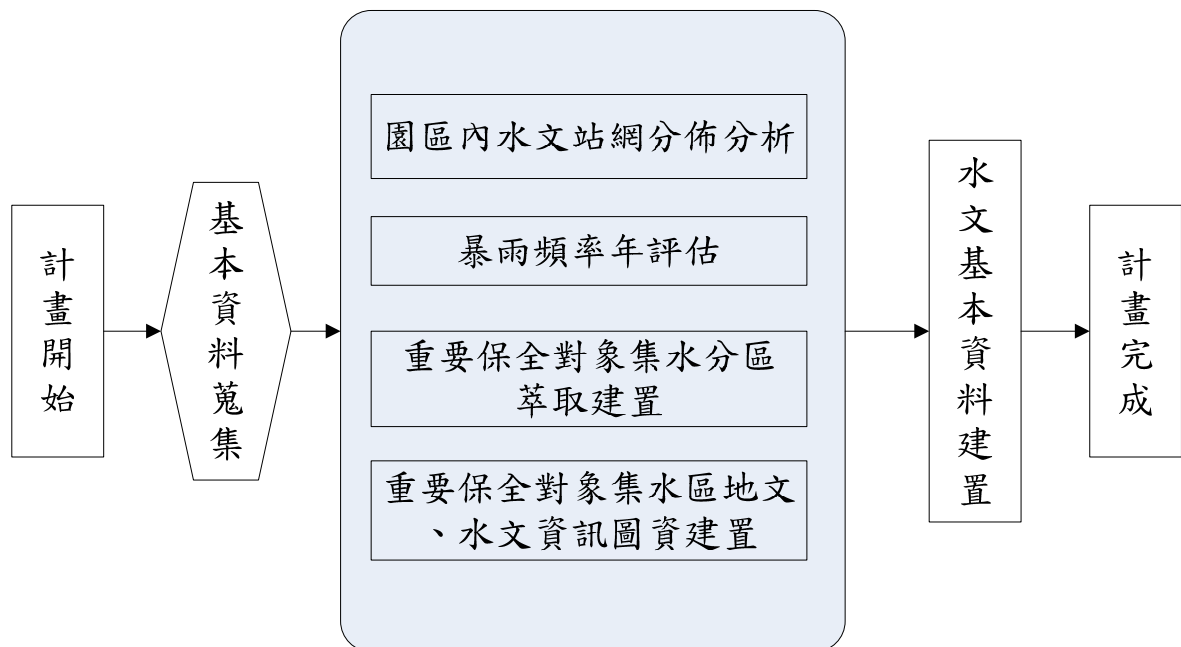 計畫開始
基本資料蒐集
園區內水文站網分佈分析
暴雨頻率年評估
重要保全對象集水分區
萃取建置
重要保全對象集水區地文
、水文資訊圖資建置
水文基本資料建置
計畫完成